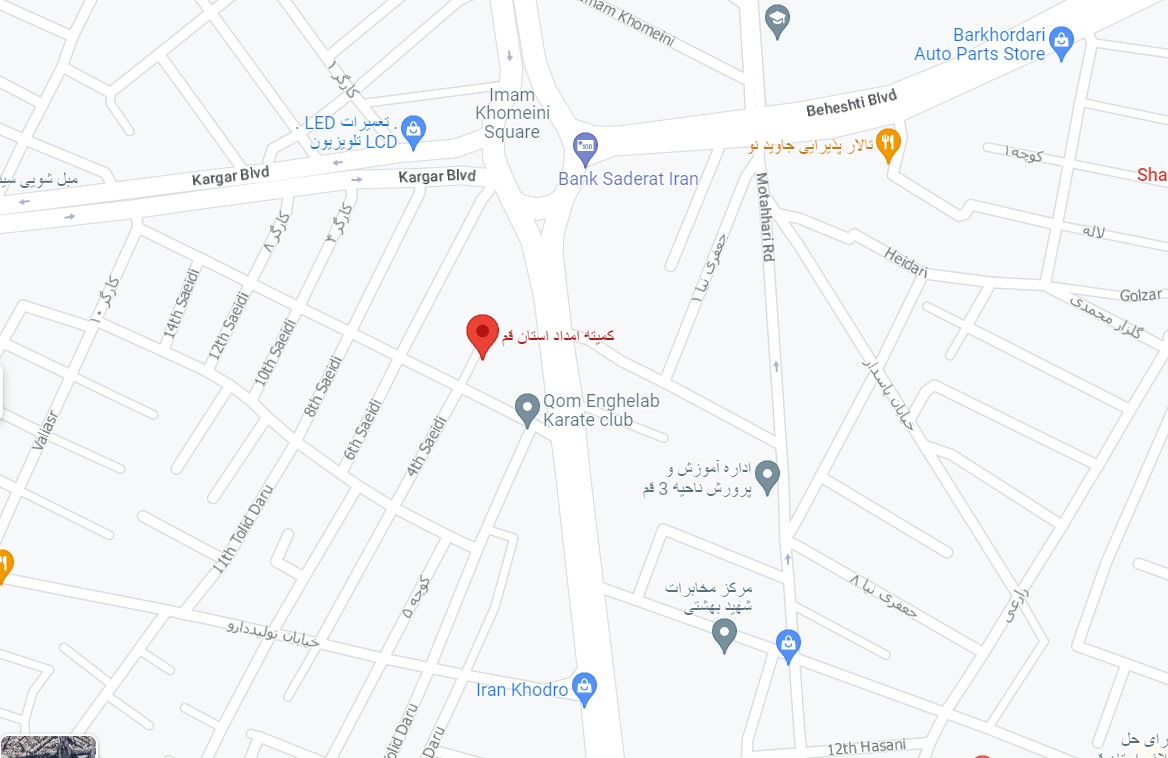 Imam Khomeini
Barkhordari
Auto Parts Store
کارگر ۱
Imam
Khomeini
Square
Beheshti Blvd
. تعمیرات LED .
LCD تلویزیون
تالار پذیرایی جاوید نو
کوچه ۱
Kargar Blvd
Kargar Blvd
Bank Saderat Iran
مبل شویی سیف
Sha
Motahhari Rd
کارگر ۸
کارگر ۴
لاله
جعفری نیا ۱
Heidari
کارگر ۱۰
14th Saeidi
12th Saeidi
10th Saeidi
Golzar
گلزار محمدی
کمیته امداد استان قم
8th Saeidi
خیابان پاسدار
Valiasr
6th Saeidi
4th Saeidi
Qom Enghelab
Karate club
اداره آموزش و
پرورش ناحیه 3 قم
11th Tolid Daru
کوچه ۵
مرکز مخابرات
شهید بهشتی
جعفری نیا ۸
زارعی
خیابان تولیددارو
Iran Khodro
olid Daru
Daru
12th Hasani
رای حل